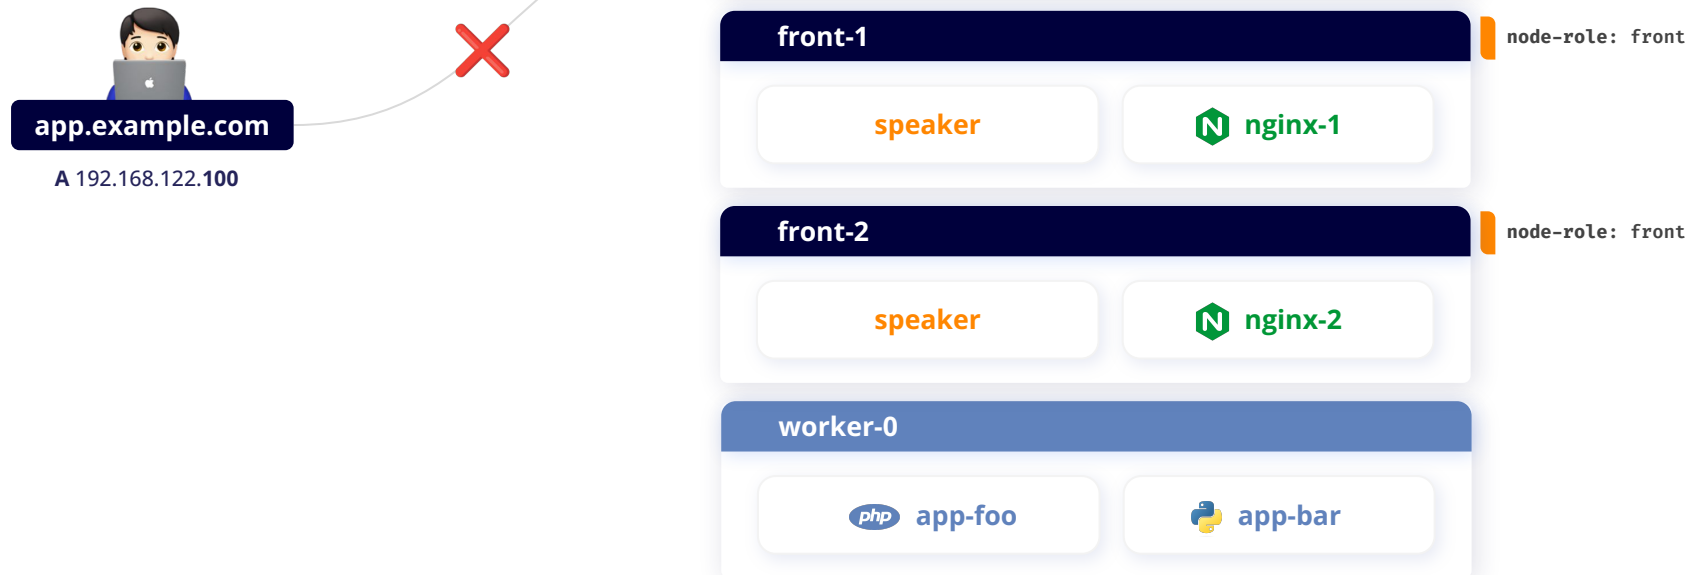 app.example.com
A 192.168.122.100
front-1
node-role: front
speaker
nginx-1
front-2
node-role: front
speaker
nginx-2
worker-0
php app-foo
app-bar